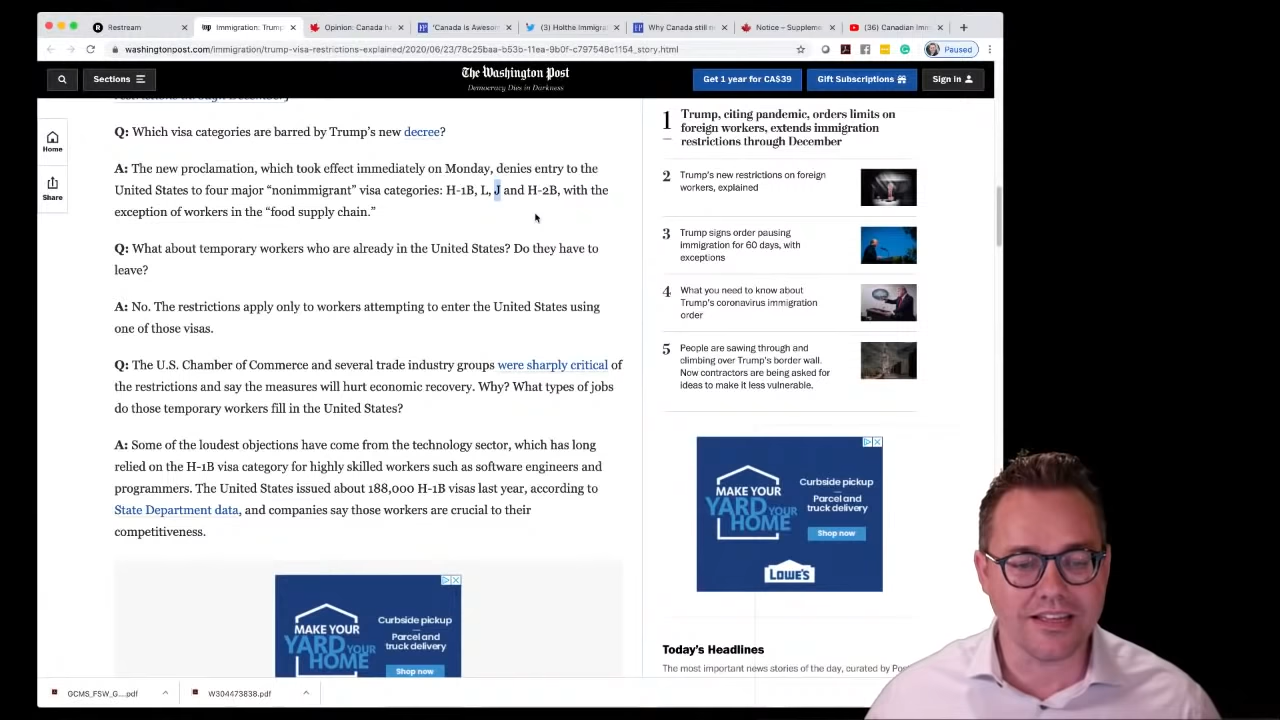 Restream
Immigration: Trump
Opinion: Canada h
'Canada is Awesom
(3) Holthe Immigra
Why Canada still n
Notice – Suppleme
(36) Canadian Imm
washingtonpost.com/immigration/trump-visa-restrictions-explained/2020/06/23/78c25baa-b53b-11ea-9b0f-c797548c1154_story.html
Paused
Sections
The Washington Post
Democracy Dies in Darkness
Get 1 year for CA$39
Gift Subscriptions
Sign in
Home
Share
restrictions through December]
Q: Which visa categories are barred by Trump's new decree?
A: The new proclamation, which took effect immediately on Monday, denies entry to the
United States to four major “nonimmigrant” visa categories: H-1B, L, J and H-2B, with the
exception of workers in the “food supply chain.”
Q: What about temporary workers who are already in the United States? Do they have to
leave?
A: No. The restrictions apply only to workers attempting to enter the United States using
one of those visas.
Q: The U.S. Chamber of Commerce and several trade industry groups were sharply critical of
the restrictions and say the measures will hurt economic recovery. Why? What types of jobs
do those temporary workers fill in the United States?
A: Some of the loudest objections have come from the technology sector, which has long
relied on the H-1B visa category for highly skilled workers such as software engineers and
programmers. The United States issued about 188,000 H-1B visas last year, according to
State Department data, and companies say those workers are crucial to their
competitiveness.
MAKE YOUR
YARD YOUR
HOME
Curbside pickup
Parcel and
truck delivery
Shop now
1 Trump, citing pandemic, orders limits on
foreign workers, extends immigration
restrictions through December
2 Trump's new restrictions on foreign
workers, explained
3 Trump signs order pausing
immigration for 60 days, with
exceptions
4 What you need to know about
Trump's coronavirus immigration
order
5 People are sawing through and
climbing over Trump's border wall.
Now contractors are being asked for
ideas to make it less vulnerable.
MAKE YOUR
YARD YOUR
HOME
Curbside pickup
Parcel and
truck delivery
Shop now
LOWE'S
Today's Headlines
The most important news stories of the day, curated by Po
GCMS_FSW_G....pdf
W304473838.pdf